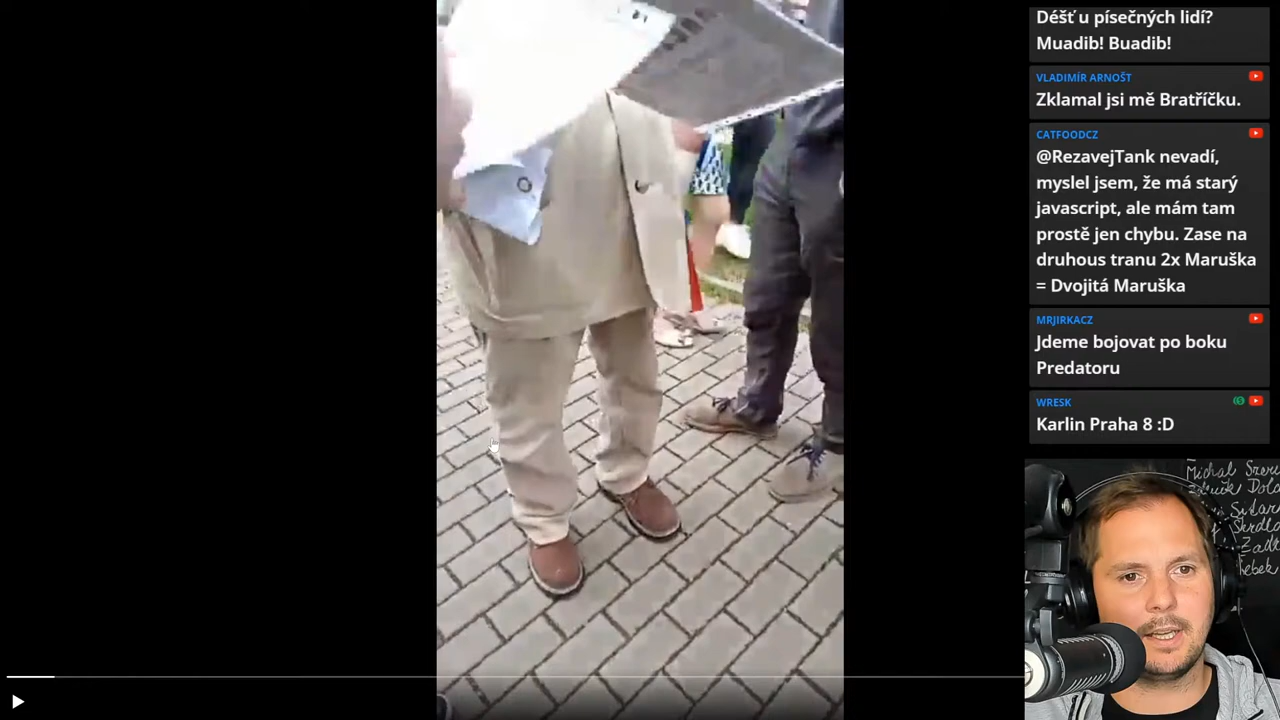 Déšť u písečných lidí?
Muadib! Buadib!
VLADIMÍR ARNOŠT
Zklamal jsi mě Bratříčku.
CATFOODCZ
@RezavejTank nevadí,
myslel jsem, že má starý
javascript, ale mám tam
prostě jen chybu. Zase na
druhous tranu 2x Maruška
= Dvojitá Maruška
MRJIRKACZ
Jdeme bojovat po boku
Predatoru
WRESK
Karlin Praha 8 :D
Michal